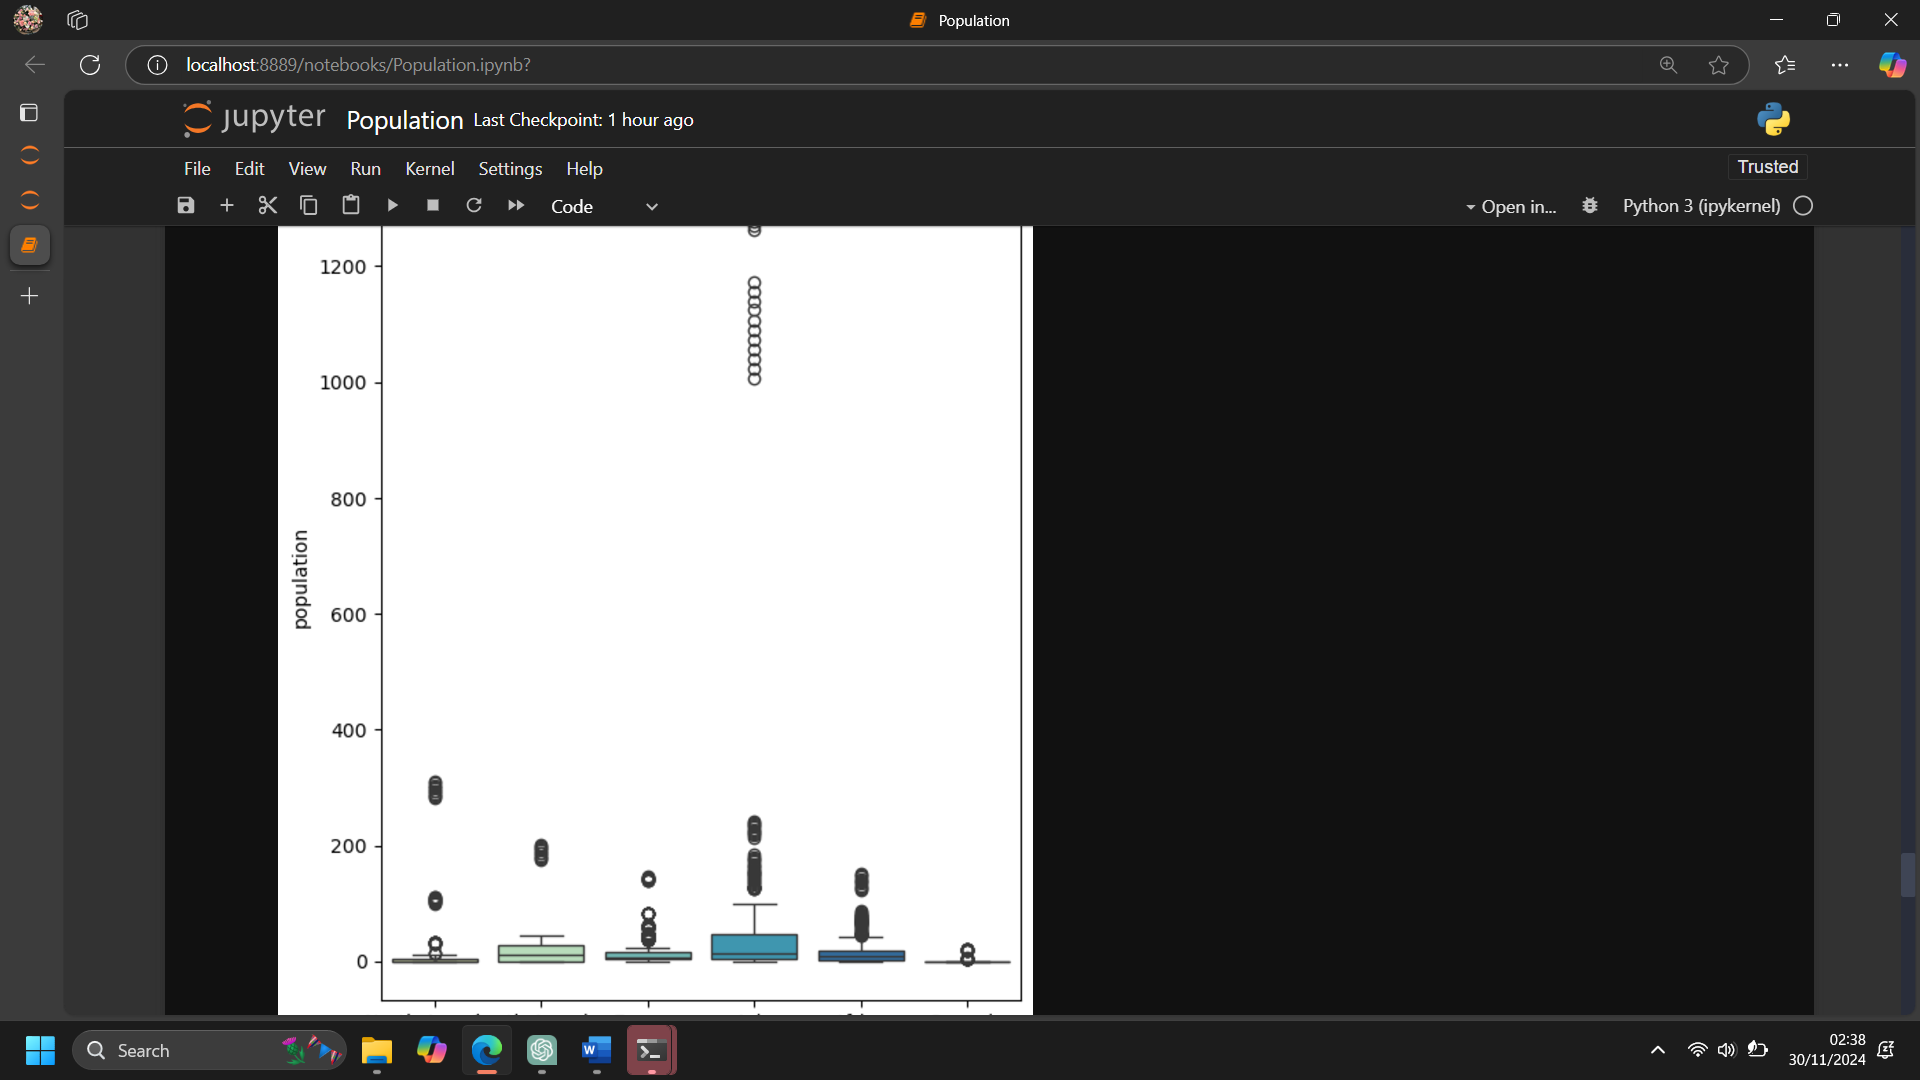 Population
localhost:8889/notebooks/Population.ipynb?
jupyter Population Last Checkpoint: 1 hour ago
File Edit View Run Kernel Settings Help
Trusted
Code
Open in...
Python 3 (ipykernel)
1200
1000
800
600
400
200
0
population
Search
02:38
30/11/2024